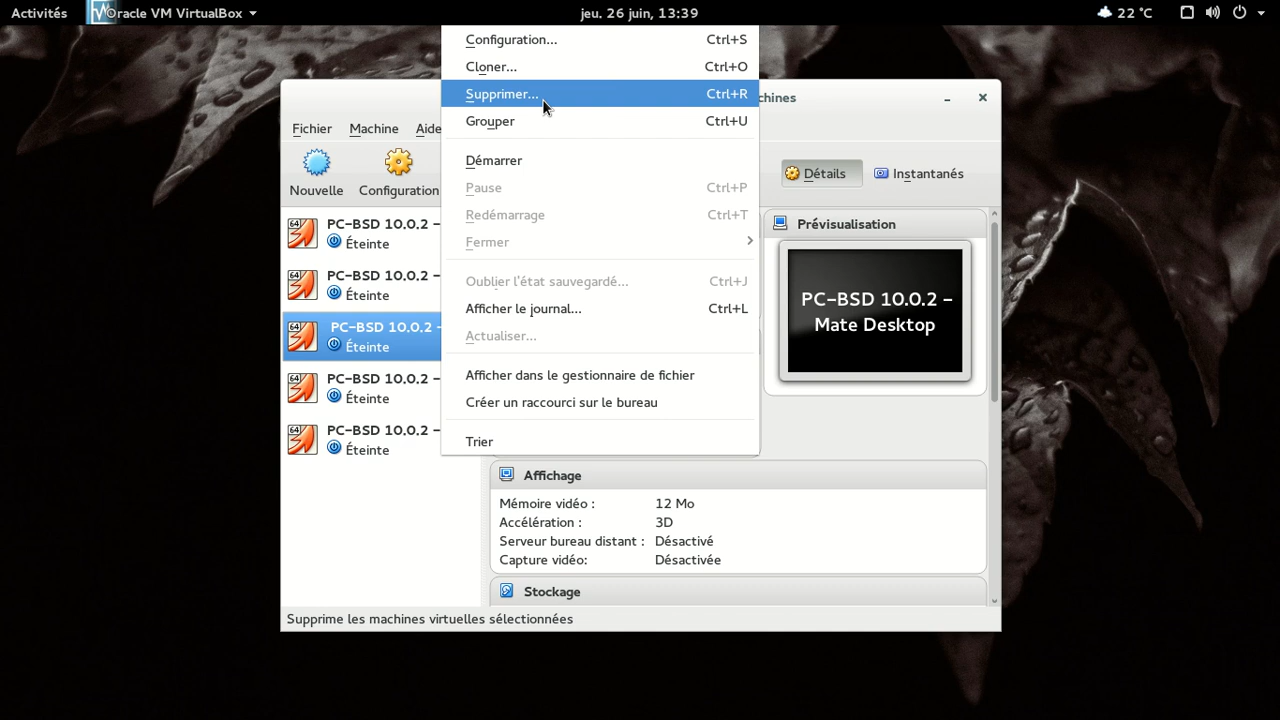 Activités
Oracle VM VirtualBox
jeu. 26 juin, 13:39
22 °C
Configuration... Ctrl+S
Cloner... Ctrl+O
Supprimer... Ctrl+R
Grouper Ctrl+U
Démarrer
Pause Ctrl+P
Redémarrage Ctrl+T
Fermer
Oublier l'état sauvegardé... Ctrl+J
Afficher le journal... Ctrl+L
Actualiser...
Afficher dans le gestionnaire de fichier
Créer un raccourci sur le bureau
Trier
Fichier Machine Aide
Nouvelle
Configuration
Détails
Instantanés
64 PC-BSD 10.0.2 -
Éteinte
64 PC-BSD 10.0.2 -
Éteinte
64 PC-BSD 10.0.2 -
Éteinte
64 PC-BSD 10.0.2 -
Éteinte
64 PC-BSD 10.0.2 -
Éteinte
Prévisualisation
PC-BSD 10.0.2 -
Mate Desktop
Affichage
Mémoire vidéo : 12 Mo
Accélération : 3D
Serveur bureau distant : Désactivé
Capture vidéo: Désactivée
Stockage
Supprime les machines virtuelles sélectionnées